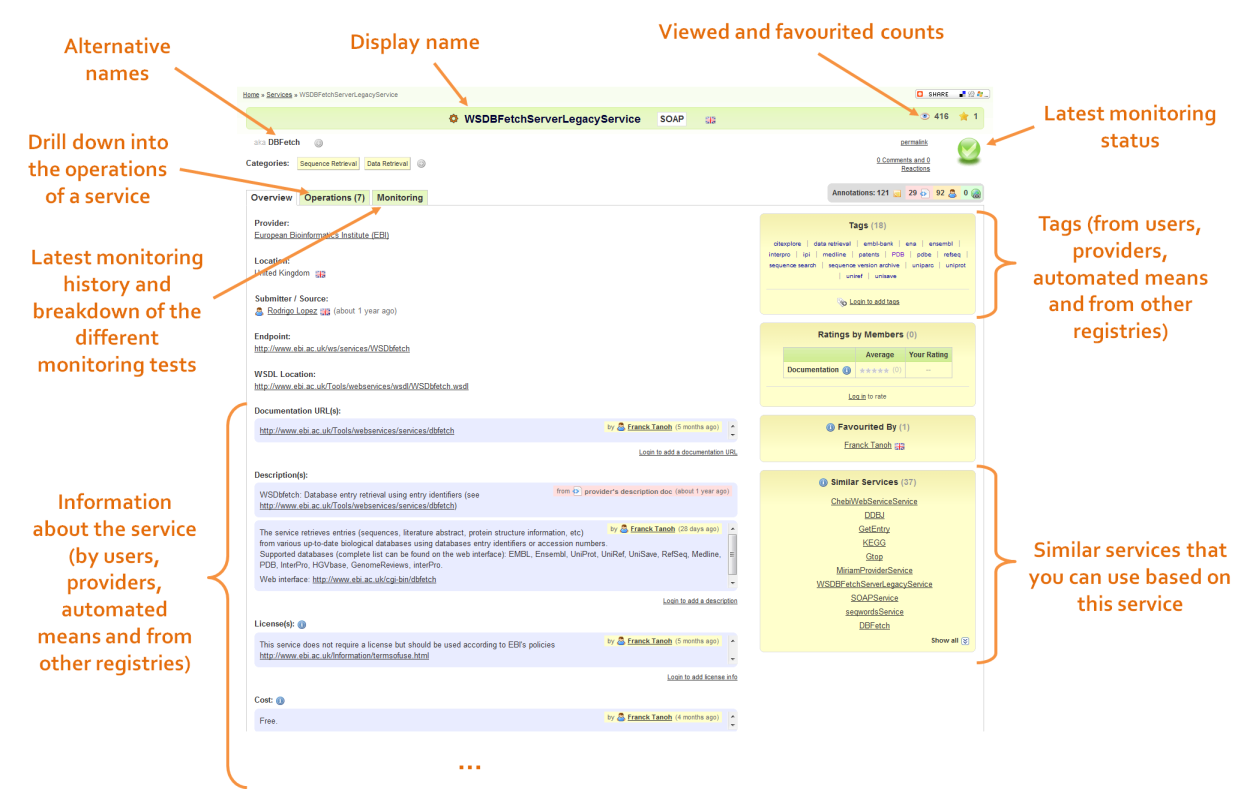 Alternative
names
Display name
Viewed and favourited counts
Home » Services » WSDBFetchServerLegacyService
SHARE
WSDBFetchServerLegacyService SOAP
416 1
Latest monitoring
status
aka DBFetch
permalink
Categories: Sequence Retrieval Data Retrieval
0 Comments and 0
Reactions
Drill down into
the operations
of a service
Overview Operations (7) Monitoring
Annotations: 121 29 92 0
Provider:
European Bioinformatics Institute (EBI)
Location:
United Kingdom
Submitter / Source:
Rodrigo Lopez (about 1 year ago)
Endpoint:
http://www.ebi.ac.uk/ws/services/WSDbfetch
WSDL Location:
http://www.ebi.ac.uk/Tools/webservices/wsdl/WSDbfetch.wsdl
Latest monitoring
history and
breakdown of the
different
monitoring tests
Tags (18)
citexplore | data retrieval | embl-bank | ena | ensembl |
interpro | ipi | medline | patents | PDB | pdbe | refseq |
sequence search | sequence version archive | uniparc | uniprot
| uniref | unisave
Login to add tags
Tags (from users,
providers,
automated means
and from other
registries)
Ratings by Members (0)
Average Your Rating
Documentation (0) --
Log in to rate
Documentation URL(s):
http://www.ebi.ac.uk/Tools/webservices/services/dbfetch
by Franck Tanoh (5 months ago)
Login to add a documentation URL
Favourited By (1)
Franck Tanoh
Description(s):
WSDbfetch: Database entry retrieval using entry identifiers (see
http://www.ebi.ac.uk/Tools/webservices/services/dbfetch)
from provider's description doc (about 1 year ago)
The service retrieves entries (sequences, literature abstract, protein structure information, etc)
by Franck Tanoh (28 days ago)
from various up-to-date biological databases using databases entry identifiers or accession numbers.
Supported databases (complete list can be found on the web interface): EMBL, Ensembl, UniProt, UniRef, UniSave, RefSeq, Medline,
PDB, InterPro, HGVbase, GenomeReviews, interPro.
Web interface: http://www.ebi.ac.uk/cgi-bin/dbfetch
Login to add a description
License(s):
This service does not require a license but should be used according to EBI's policies
http://www.ebi.ac.uk/Information/termsofuse.html
by Franck Tanoh (5 months ago)
Login to add license info
Cost:
Free.
by Franck Tanoh (4 months ago)
Information
about the service
(by users,
providers,
automated
means and from
other registries)
Similar Services (37)
ChebiWebServiceService
DDBJ
GetEntry
KEGG
Gtop
MiriamProviderService
WSDBFetchServerLegacyService
SOAPService
seqwordsService
DBFetch
Show all
Similar services that
you can use based on
this service
...